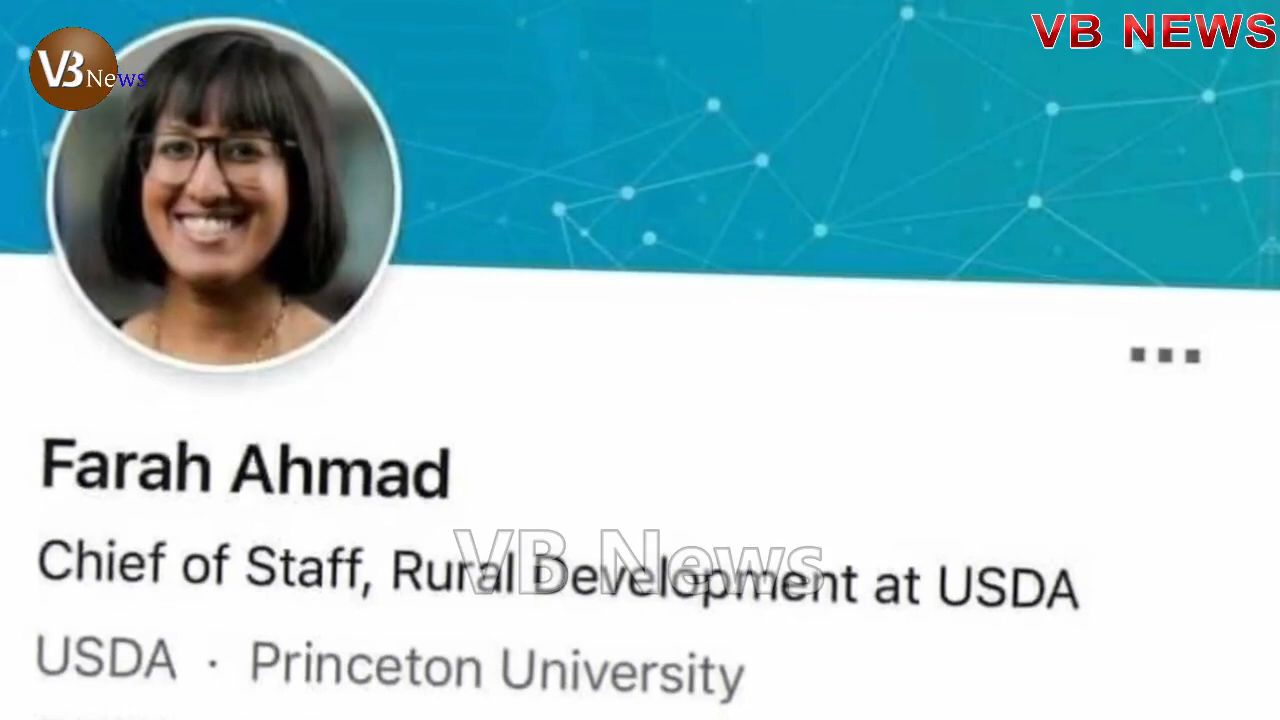 VB News
VB NEWS
Farah Ahmad
Chief of Staff, Rural Development at USDA
VB News
USDA · Princeton University